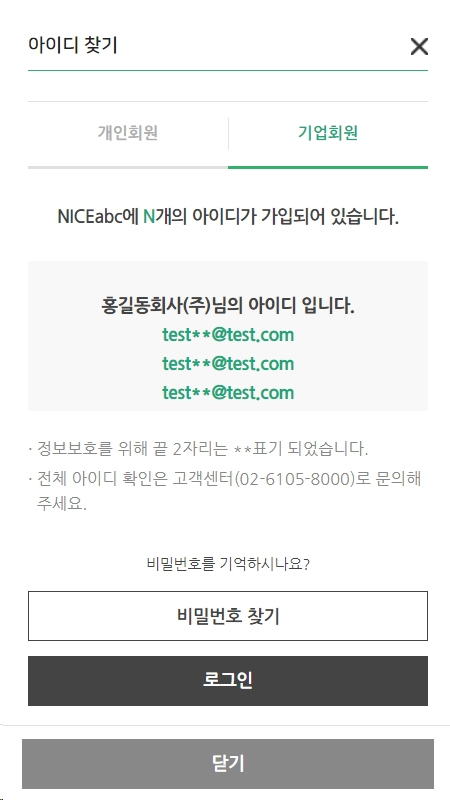 아이디 찾기
개인회원
기업회원
NICEabc에 N개의 아이디가 가입되어 있습니다.
홍길동회사(주)님의 아이디 입니다.
test**@test.com
test**@test.com
test**@test.com
· 정보보호를 위해 끝 2자리는 **표기 되었습니다.
· 전체 아이디 확인은 고객센터(02-6105-8000)로 문의해
주세요.
비밀번호를 기억하시나요?
비밀번호 찾기
로그인
닫기